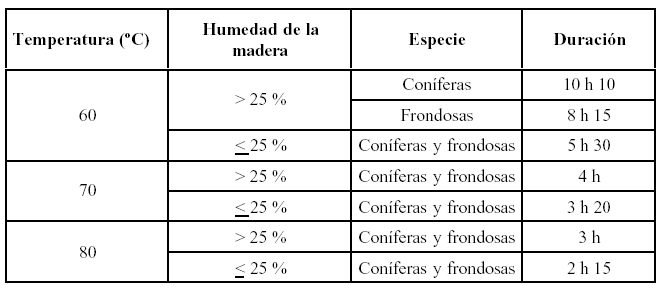 Temperatura (ºC) Humedad de la madera Especie Duración
60 > 25 % Coníferas 10 h 10
Frondosas 8 h 15
≤ 25 % Coníferas y frondosas 5 h 30
70 > 25 % Coníferas y frondosas 4 h
≤ 25 % Coníferas y frondosas 3 h 20
80 > 25 % Coníferas y frondosas 3 h
≤ 25 % Coníferas y frondosas 2 h 15